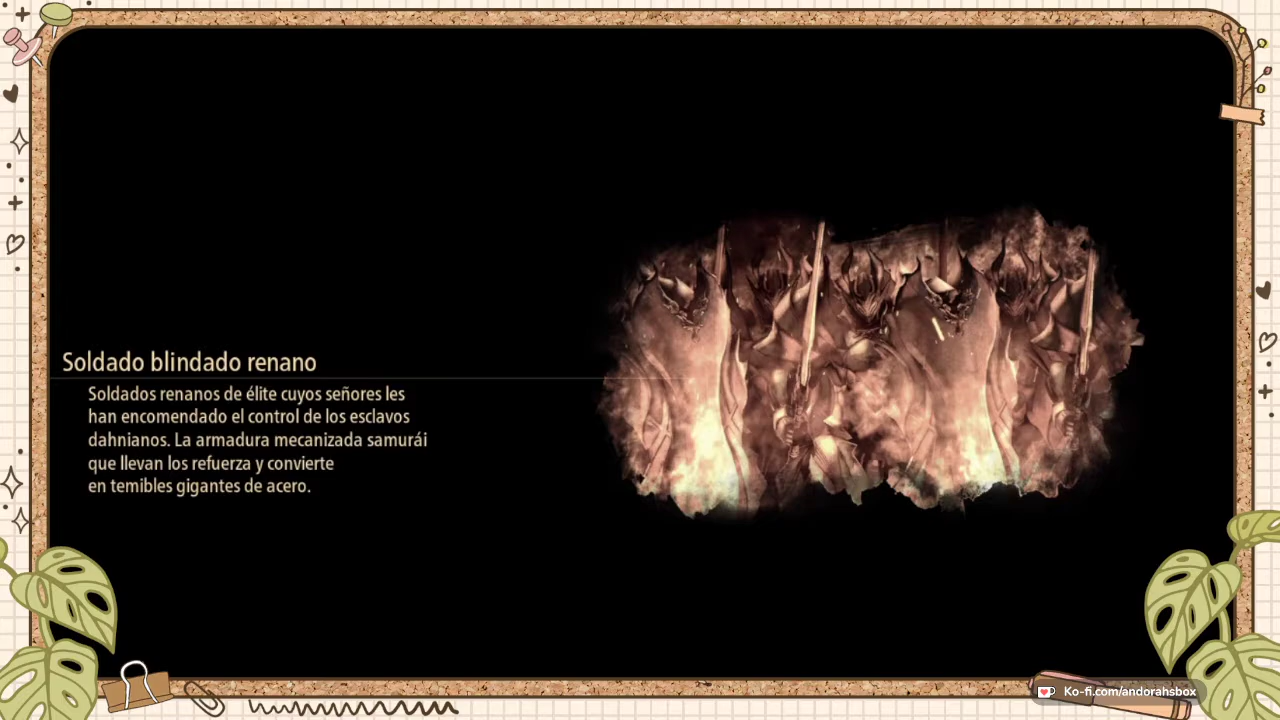 Soldado blindado renano
Soldados renanos de élite cuyos señores les
han encomendado el control de los esclavos
dahnianos. La armadura mecanizada samurái
que llevan los refuerza y convierte
en temibles gigantes de acero.
Ko-fi.com/andorahsbox